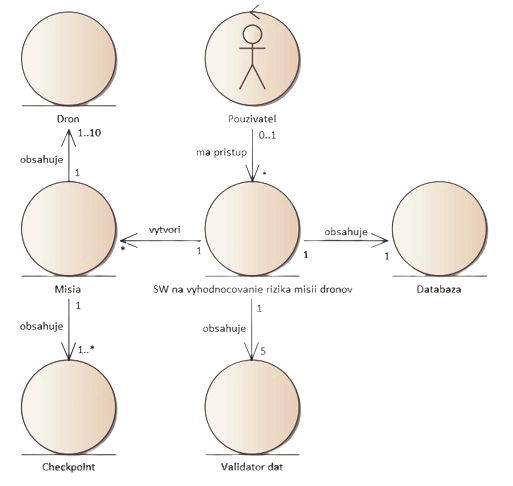 Dron
Pouzivatel
1..10
0..1
obsahuje
ma pristup
1
*
vytvori
obsahuje
*
1
1
1
Misia
SW na vyhodnocovanie rizika misii dronov
Databaza
1
1
obsahuje
obsahuje
1..*
5
Checkpoint
Validator dat